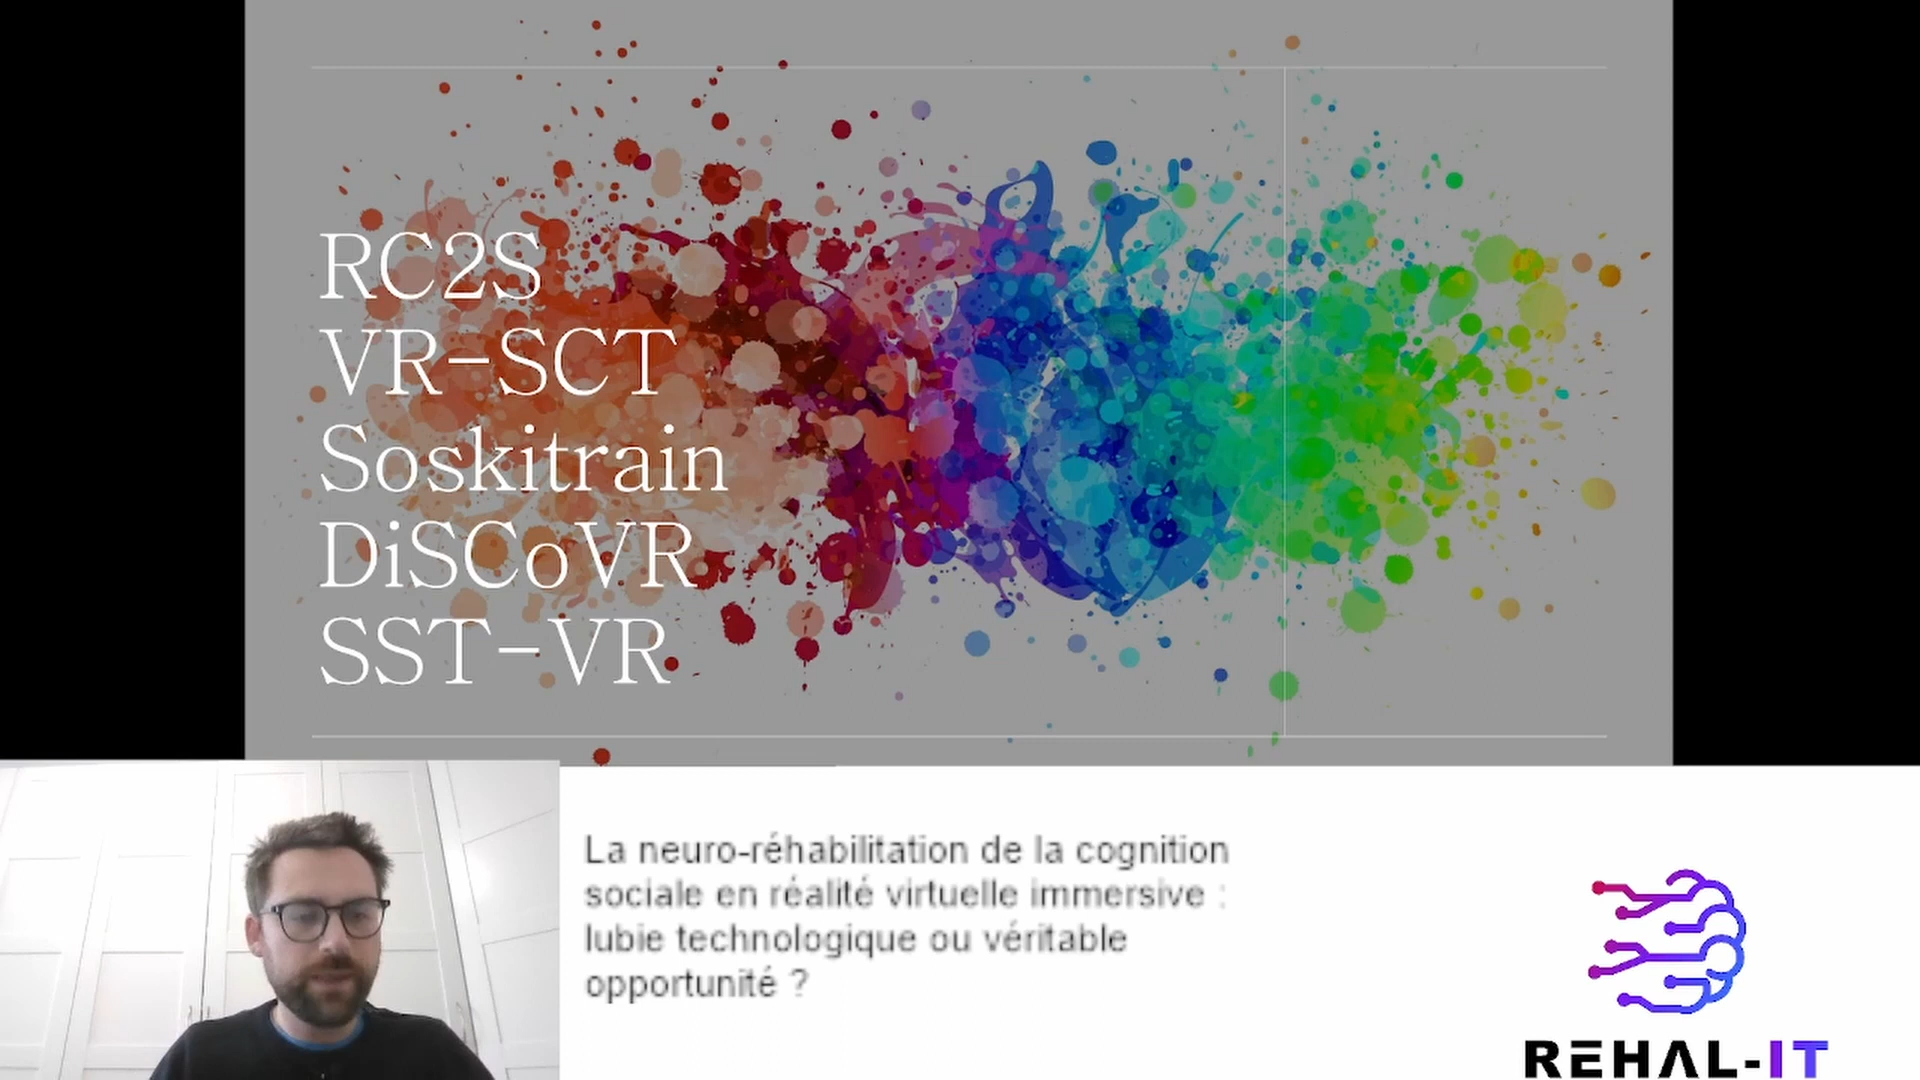 RC2S
VR-SCT
Soskitrain
DiSCoVR
SST-VR
La neuro-réhabilitation de la cognition
sociale en réalité virtuelle immersive :
lubie technologique ou véritable
opportunité ?
REHAL-IT